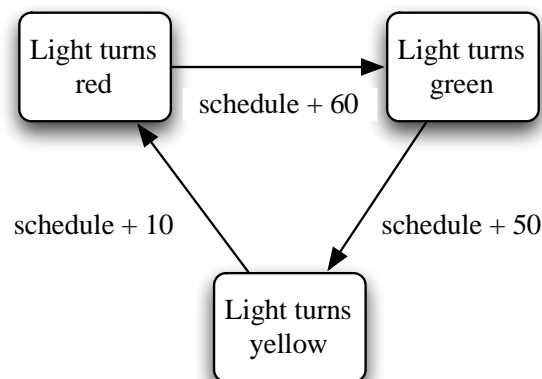 Light turns
red
Light turns
green
schedule + 60
schedule + 10
schedule + 50
Light turns
yellow